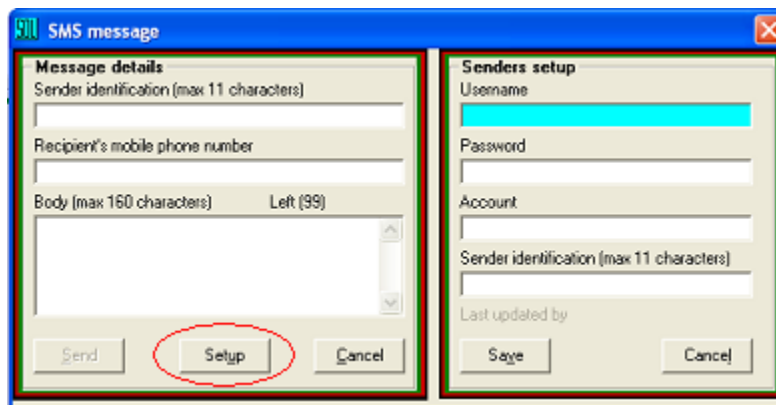 SMS message
Message details
Sender identification (max 11 characters)
Recipient's mobile phone number
Body (max 160 characters) Left (99)
Send Setup Cancel
Senders setup
Username
Password
Account
Sender identification (max 11 characters)
Last updated by
Save Cancel